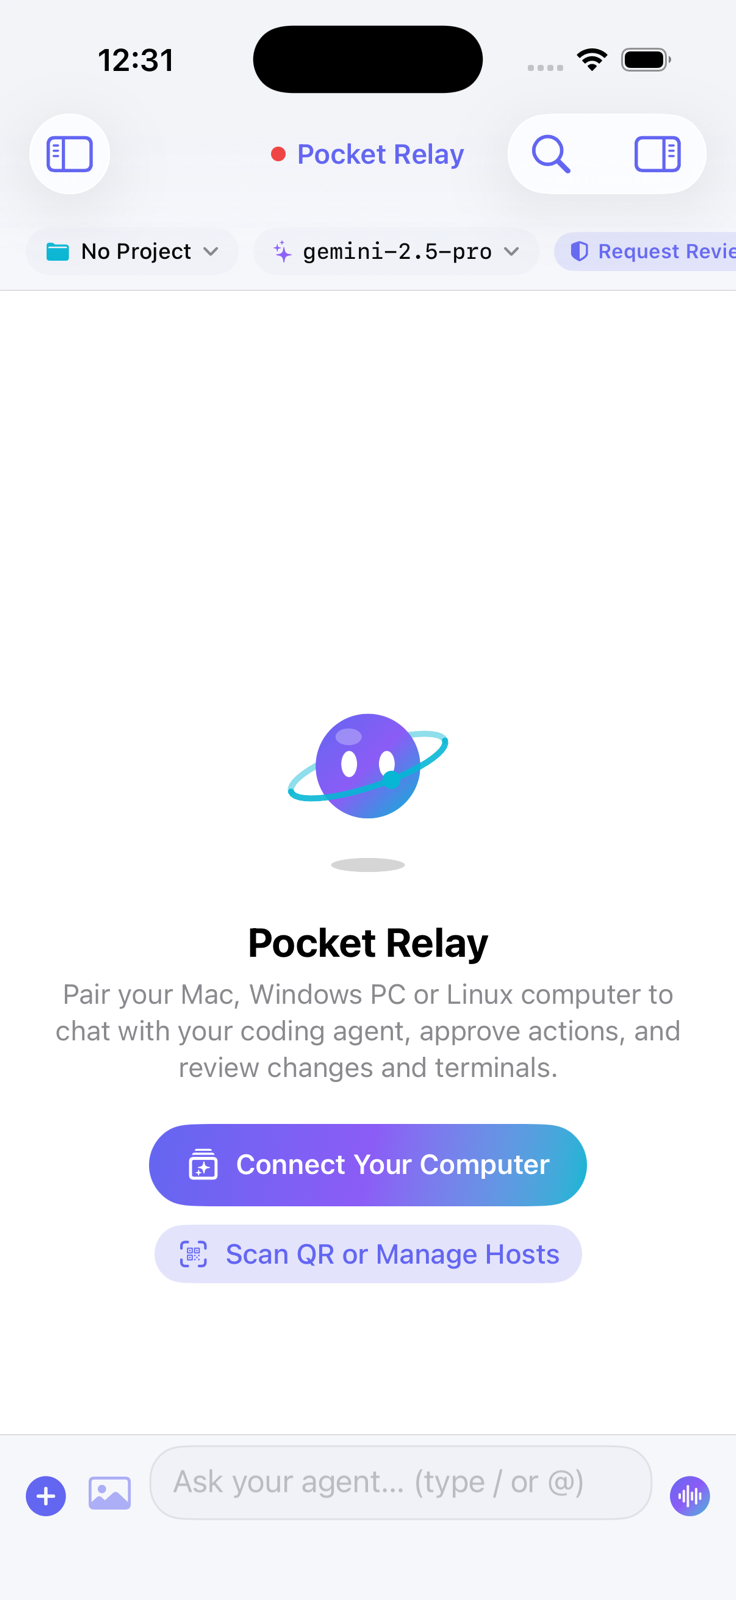 12:31
Pocket Relay
No Project
gemini-2.5-pro
Request Revie
Pocket Relay
Pair your Mac, Windows PC or Linux computer to
chat with your coding agent, approve actions, and
review changes and terminals.
Connect Your Computer
Scan QR or Manage Hosts
Ask your agent... (type / or @)